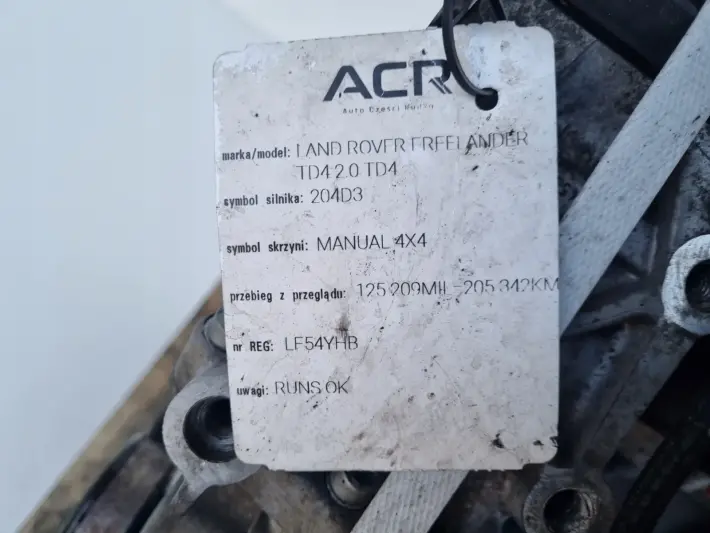 ACR
Auto Części Rudka
marka/model: LAND ROVER FREELANDER
TD4 2.0 TD4
symbol silnika: 204D3
symbol skrzyni: MANUAL 4X4
przebieg z przeglądu: 125 209MIL-205 342KM
nr REG: LF54YHB
uwagi: RUNS OK